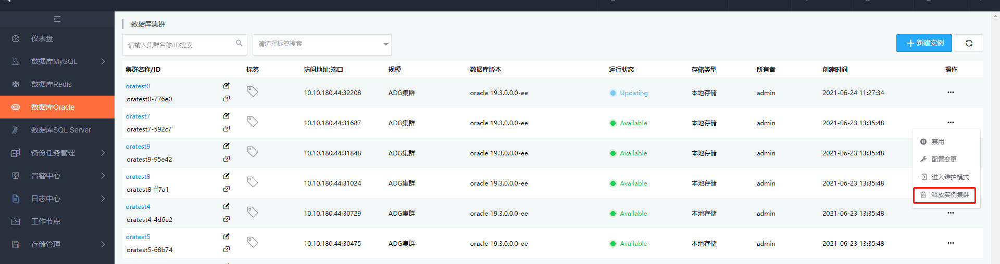 仪表盘
数据库MySQL
数据库Redis
数据库Oracle
数据库SQL Server
备份任务管理
告警中心
日志中心
工作节点
存储管理
数据库集群
请输入集群名称/ID搜索
请选择标签搜索
新建实例
集群名称/ID 标签 访问地址:端口 规模 数据库版本 运行状态 存储类型 所有者 创建时间 操作
oratest0
oratest0-776e0
10.10.180.44:32208 ADG集群 oracle 19.3.0.0.0-ee Updating 本地存储 admin 2021-06-24 11:27:34
oratest7
oratest7-592c7
10.10.180.44:31687 ADG集群 oracle 19.3.0.0.0-ee Available 本地存储 admin 2021-06-23 13:35:48
oratest9
oratest9-95e42
10.10.180.44:31848 ADG集群 oracle 19.3.0.0.0-ee Available 本地存储 admin 2021-06-23 13:35:48
oratest8
oratest8-ff7a1
10.10.180.44:31024 ADG集群 oracle 19.3.0.0.0-ee Available 本地存储 admin 2021-06-23 13:35:48
oratest4
oratest4-4d6e2
10.10.180.44:30729 ADG集群 oracle 19.3.0.0.0-ee Available 本地存储 admin 2021-06-23 13:35:48
oratest5
oratest5-68b74
10.10.180.44:30475 ADG集群 oracle 19.3.0.0.0-ee Available 本地存储 admin 2021-06-23 13:35:48
禁用
配置变更
进入维护模式
释放实例集群